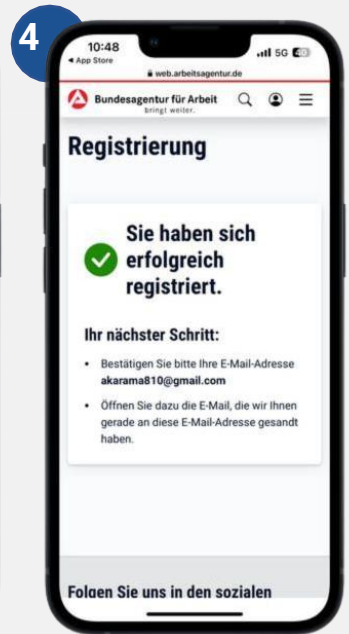 4
10:48
5G
◀ App Store
web.arbeitsagentur.de
Bundesagentur für Arbeit
bringt weiter.
Registrierung
Sie haben sich
erfolgreich
registriert.
Ihr nächster Schritt:
• Bestätigen Sie bitte Ihre E-Mail-Adresse
akarama810@gmail.com
• Öffnen Sie dazu die E-Mail, die wir Ihnen
gerade an diese E-Mail-Adresse gesandt
haben.
Folgen Sie uns in den sozialen